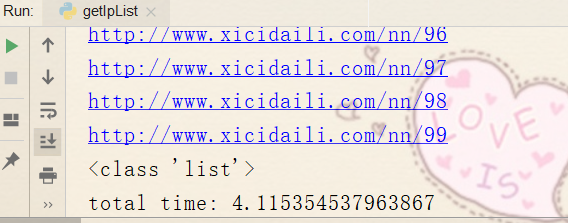 Run: getIpList
http://www.xicidaili.com/nn/96
http://www.xicidaili.com/nn/97
http://www.xicidaili.com/nn/98
http://www.xicidaili.com/nn/99
<class 'list'>
total time: 4.115354537963867
LOVE
IS